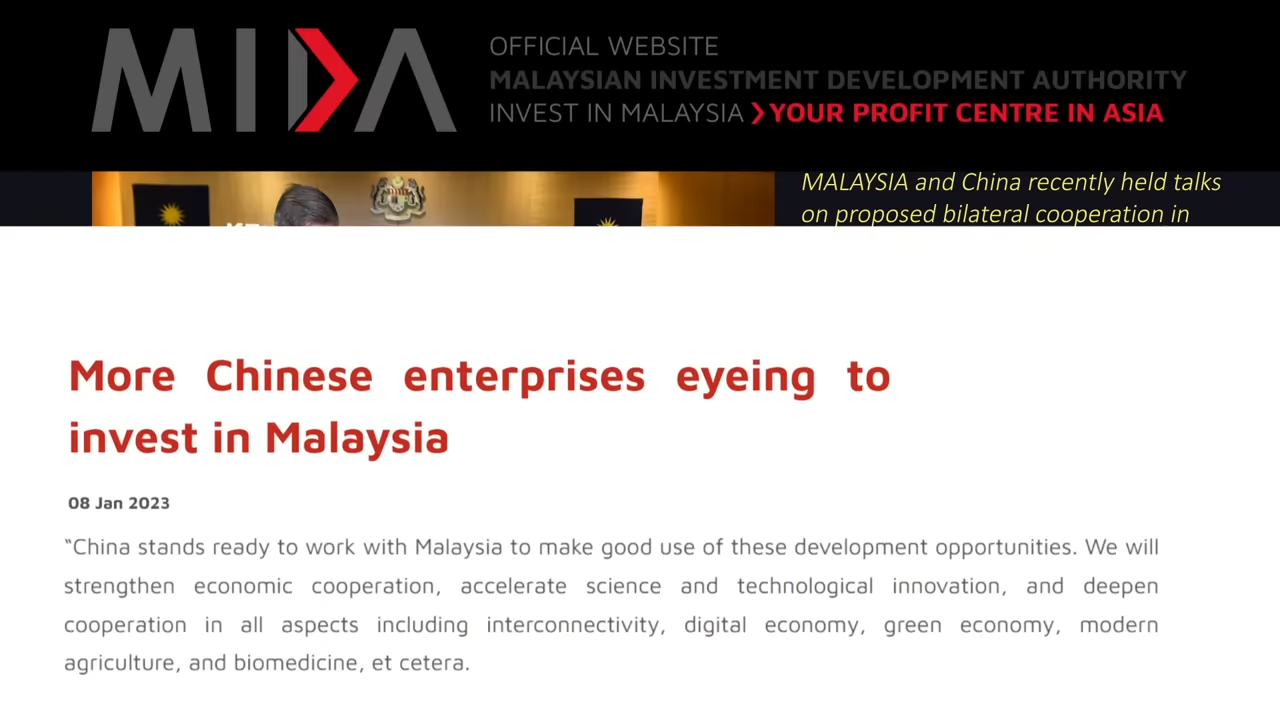 MIDA
OFFICIAL WEBSITE
MALAYSIAN INVESTMENT DEVELOPMENT AUTHORITY
INVEST IN MALAYSIA YOUR PROFIT CENTRE IN ASIA
MALAYSIA and China recently held talks
on proposed bilateral cooperation in
More Chinese enterprises eyeing to
invest in Malaysia
08 Jan 2023
“China stands ready to work with Malaysia to make good use of these development opportunities. We will
strengthen economic cooperation, accelerate science and technological innovation, and deepen
cooperation in all aspects including interconnectivity, digital economy, green economy, modern
agriculture, and biomedicine, et cetera.